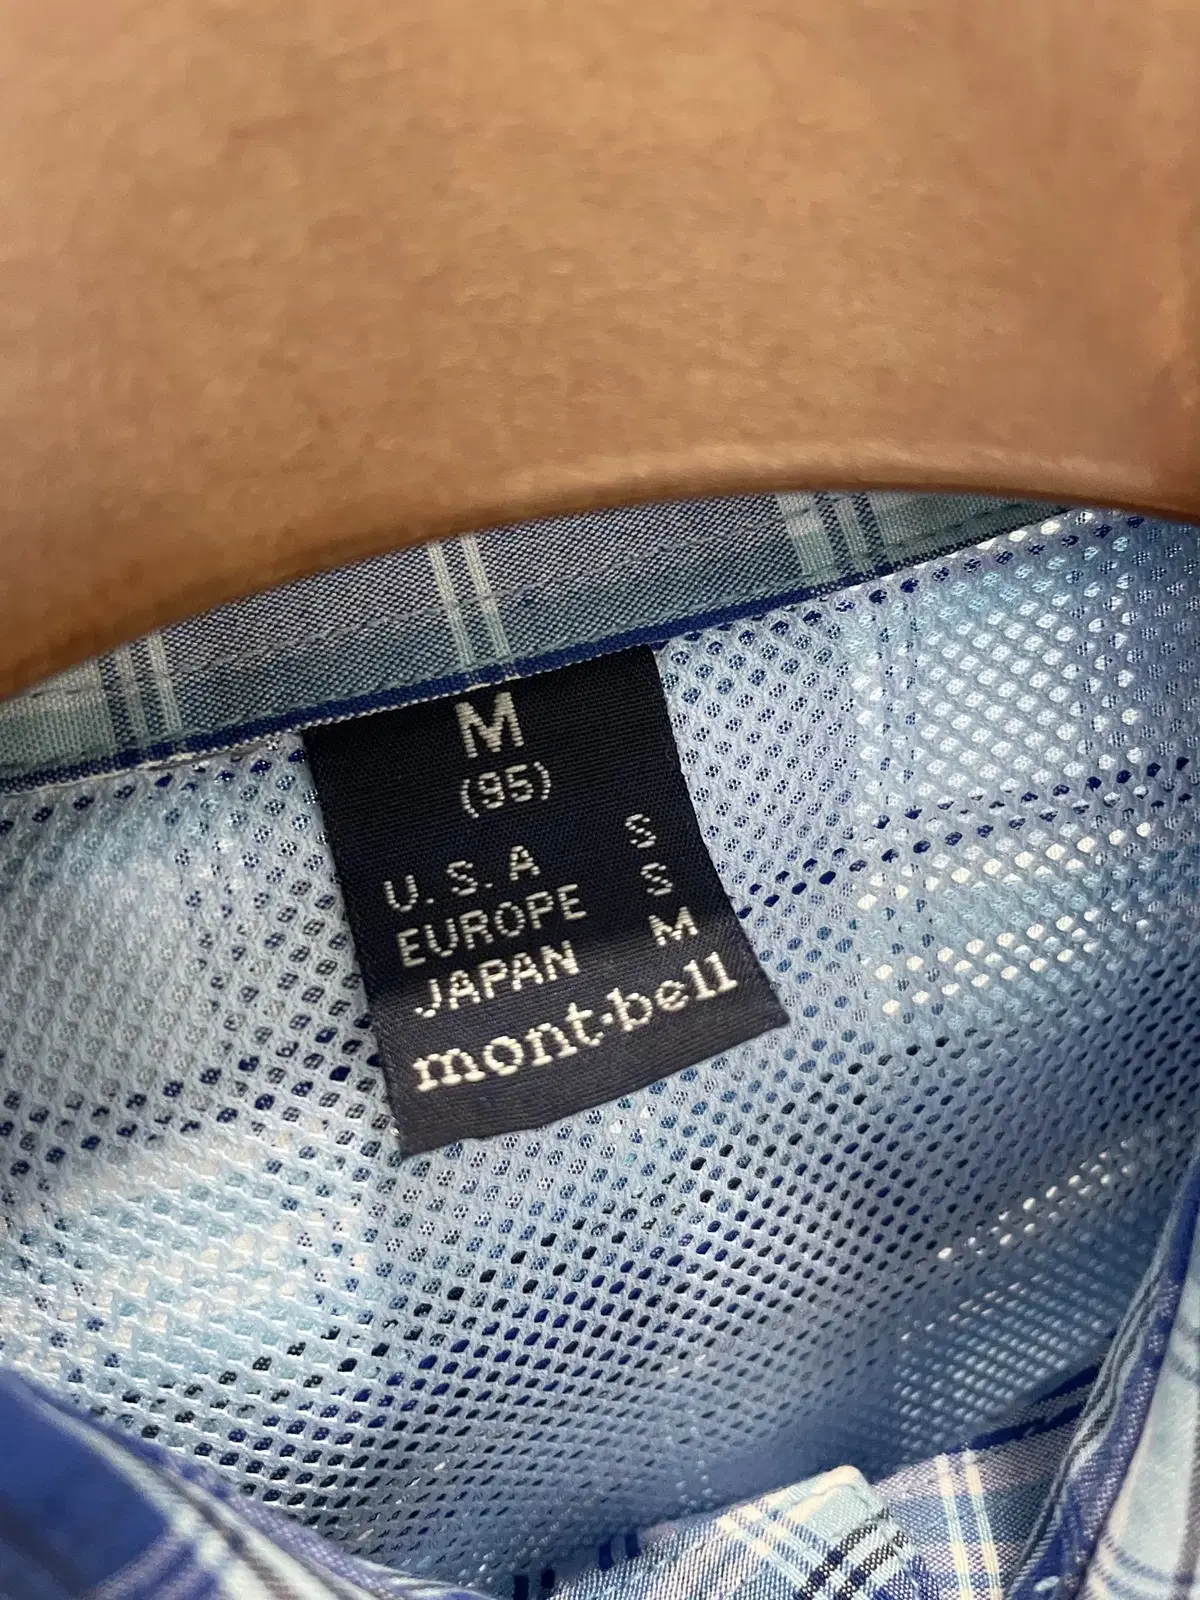 M
(95)
U.S.A S
EUROPE S
JAPAN M
mont·bell